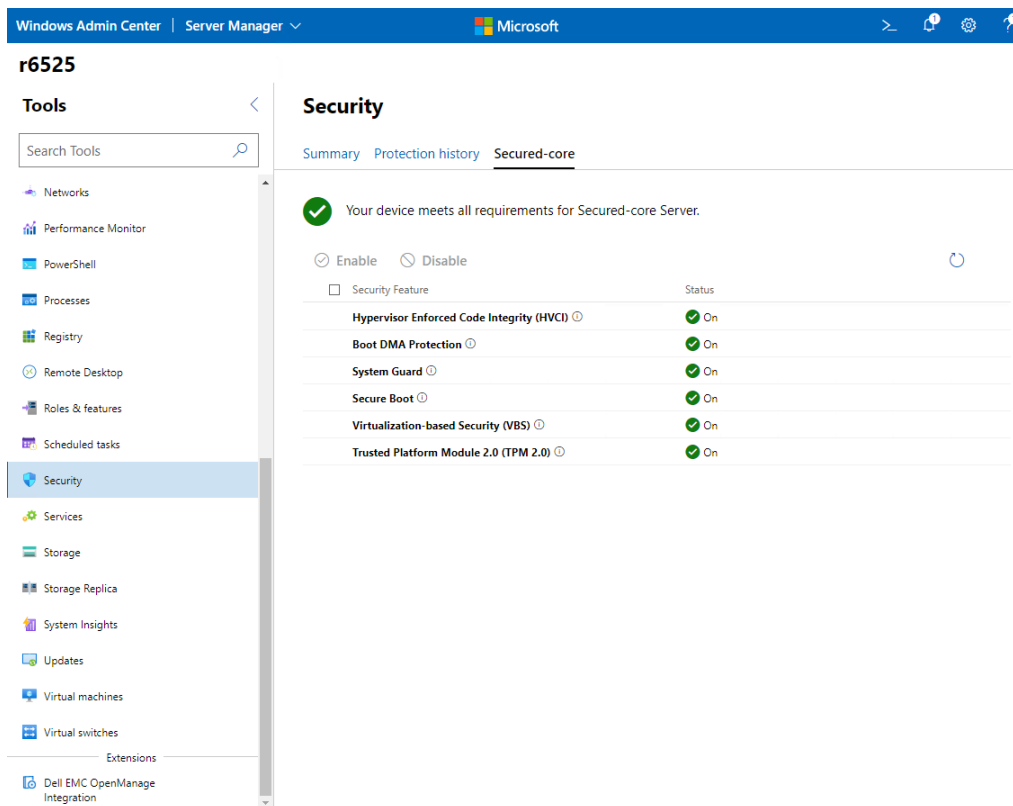 Windows Admin Center | Server Manager
Microsoft
1
r6525
Tools
Search Tools
Networks
Performance Monitor
PowerShell
Processes
Registry
Remote Desktop
Roles & features
Scheduled tasks
Security
Services
Storage
Storage Replica
System Insights
Updates
Virtual machines
Virtual switches
Extensions
Dell EMC OpenManage
Integration
Security
Summary Protection history Secured-core
Your device meets all requirements for Secured-core Server.
Enable Disable
Security Feature Status
Hypervisor Enforced Code Integrity (HVCI) On
Boot DMA Protection On
System Guard On
Secure Boot On
Virtualization-based Security (VBS) On
Trusted Platform Module 2.0 (TPM 2.0) On